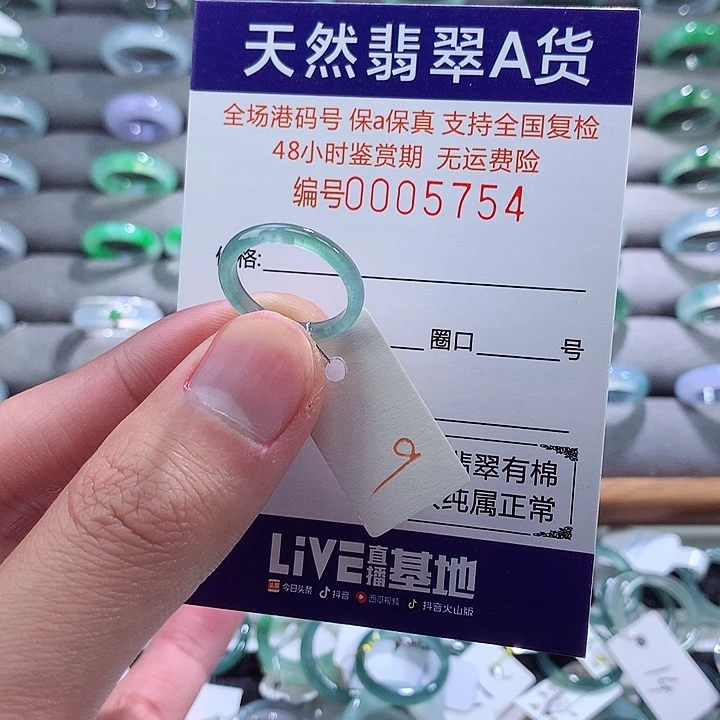 天然翡翠A货
全场港码号 保a保真 支持全国复检
48小时鉴赏期 无运费险
编号0005754
格:
圈口 号
9
翡翠有棉
纯属正常
LiVE直播基地
头条 今日头条 抖音 西瓜视频 抖音火山版
14